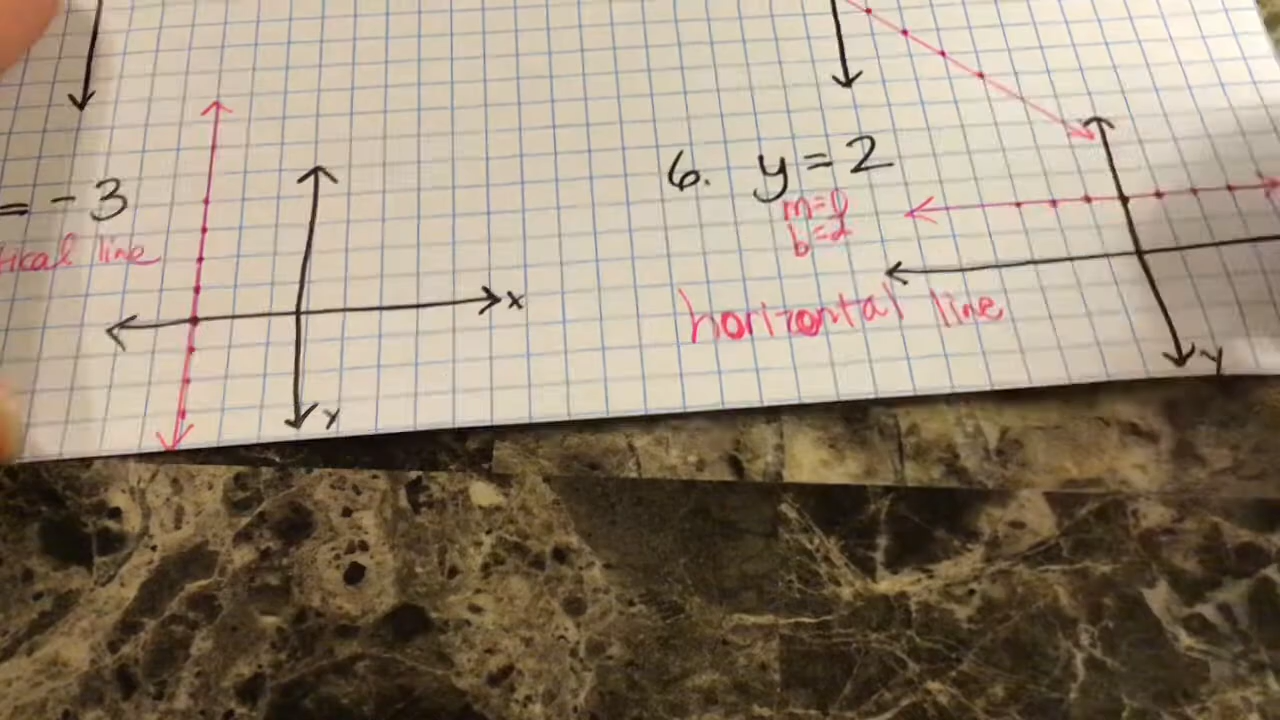 = -3
tical line
x
y
6. y = 2
m=0
b=2
horizontal line
y